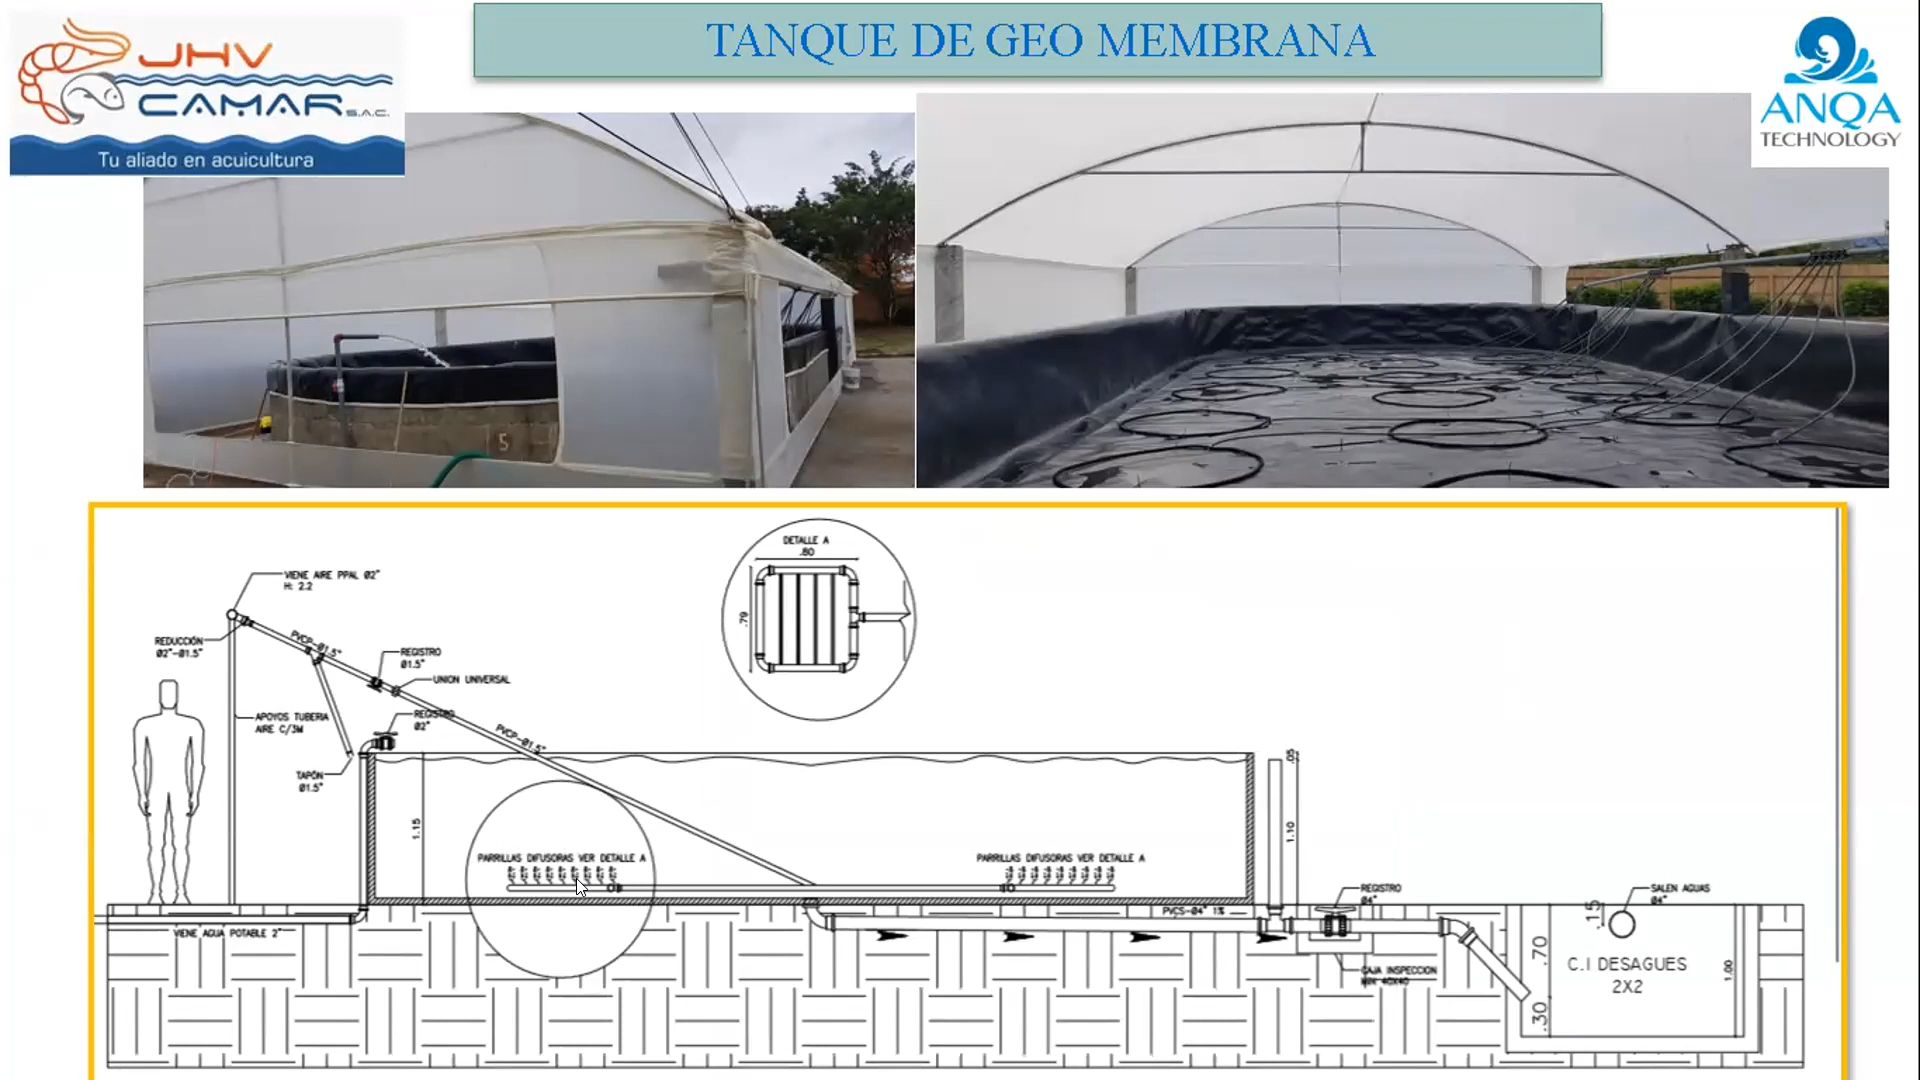 TANQUE DE GEO MEMBRANA
JHV
CAMAR S.A.C.
Tu aliado en acuicultura
ANQA
TECHNOLOGY
5
DETALLE A
.80
.79
VIENE AIRE PPAL Ø2"
H: 2.2
REDUCCIÓN
Ø2"-Ø1.5"
PVCP-Ø1.5"
REGISTRO
Ø1.5"
UNION UNIVERSAL
REGISTRO
Ø2"
APOYOS TUBERIA
AIRE C/3M
PVCP-Ø1.5"
TAPÓN
Ø1.5"
1.15
.05
1.10
PARRILLAS DIFUSORAS VER DETALLE A
PARRILLAS DIFUSORAS VER DETALLE A
REGISTRO
Ø4"
SALEN AGUAS
Ø4"
PVCS-Ø4" 1%
.15
VIENE AGUA POTABLE 2"
.70
C.I DESAGUES
2X2
1.00
CAJA INSPECCION
MIN 40X40
.30